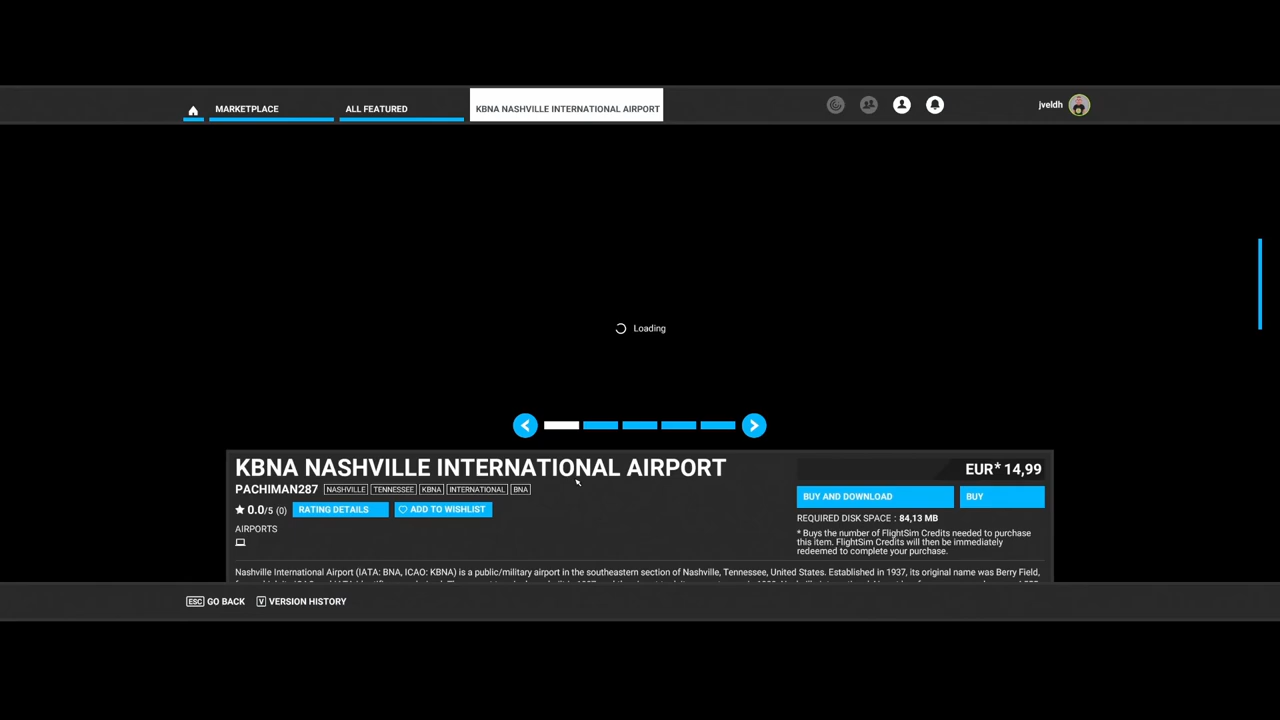 MARKETPLACE
ALL FEATURED
KBNA NASHVILLE INTERNATIONAL AIRPORT
jveldh
Loading
KBNA NASHVILLE INTERNATIONAL AIRPORT
EUR* 14,99
PACHIMAN287 NASHVILLE TENNESSEE KBNA INTERNATIONAL BNA
BUY AND DOWNLOAD
BUY
0.0/5 (0) RATING DETAILS ADD TO WISHLIST
REQUIRED DISK SPACE : 84,13 MB
AIRPORTS
* Buys the number of FlightSim Credits needed to purchase
this item. FlightSim Credits will then be immediately
redeemed to complete your purchase.
Nashville International Airport (IATA: BNA, ICAO: KBNA) is a public/military airport in the southeastern section of Nashville, Tennessee, United States. Established in 1937, its original name was Berry Field,
ESC GO BACK V VERSION HISTORY